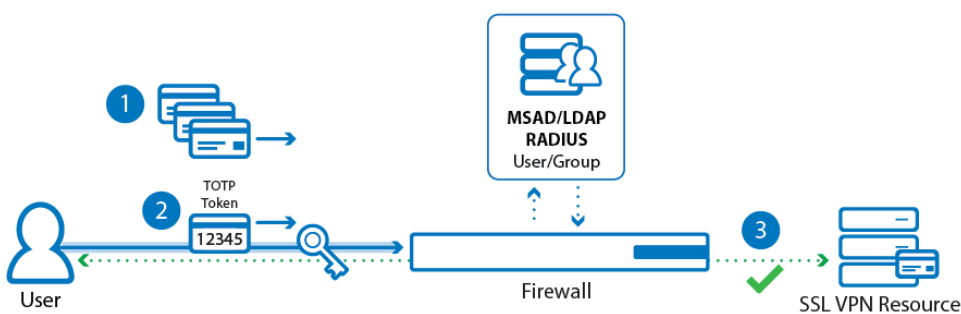 1
MSAD/LDAP
RADIUS
User/Group
2
TOTP
Token
12345
3
User
Firewall
SSL VPN Resource